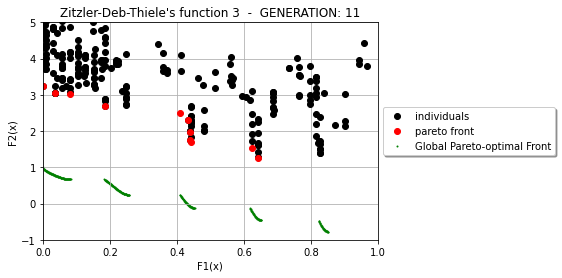 Zitzler-Deb-Thiele's function 3 - GENERATION: 11
5
4
3
2
1
0
−1
F2(x)
0.0 0.2 0.4 0.6 0.8 1.0
F1(x)
individuals
pareto front
Global Pareto-optimal Front